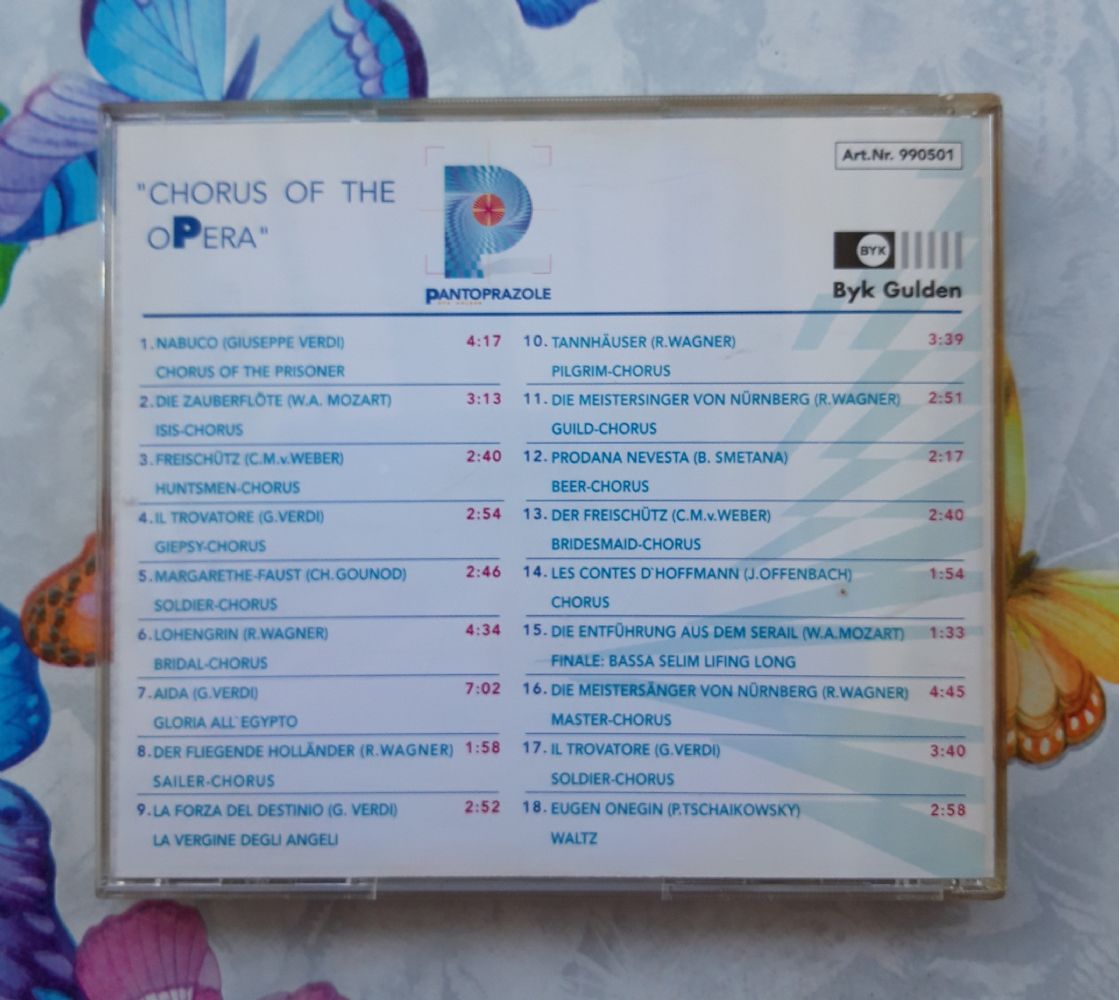 "CHORUS OF THE
OPERA"
PANTOPRAZOLE
Art.Nr. 990501
BYK
Byk Gulden
1. NABUCO (GIUSEPPE VERDI) 4:17
CHORUS OF THE PRISONER
2. DIE ZAUBERFLÖTE (W.A. MOZART) 3:13
ISIS-CHORUS
3. FREISCHÜTZ (C.M.v.WEBER) 2:40
HUNTSMEN-CHORUS
4. IL TROVATORE (G.VERDI) 2:54
GIEPSY-CHORUS
5. MARGARETHE-FAUST (CH.GOUNOD) 2:46
SOLDIER-CHORUS
6. LOHENGRIN (R.WAGNER) 4:34
BRIDAL-CHORUS
7. AIDA (G.VERDI) 7:02
GLORIA ALL`EGYPTO
8. DER FLIEGENDE HOLLÄNDER (R.WAGNER) 1:58
SAILER-CHORUS
9. LA FORZA DEL DESTINIO (G. VERDI) 2:52
LA VERGINE DEGLI ANGELI
10. TANNHÄUSER (R.WAGNER) 3:39
PILGRIM-CHORUS
11. DIE MEISTERSINGER VON NÜRNBERG (R.WAGNER) 2:51
GUILD-CHORUS
12. PRODANA NEVESTA (B. SMETANA) 2:17
BEER-CHORUS
13. DER FREISCHÜTZ (C.M.v.WEBER) 2:40
BRIDESMAID-CHORUS
14. LES CONTES D`HOFFMANN (J.OFFENBACH) 1:54
CHORUS
15. DIE ENTFÜHRUNG AUS DEM SERAIL (W.A.MOZART) 1:33
FINALE: BASSA SELIM LIFING LONG
16. DIE MEISTERSÄNGER VON NÜRNBERG (R.WAGNER) 4:45
MASTER-CHORUS
17. IL TROVATORE (G.VERDI) 3:40
SOLDIER-CHORUS
18. EUGEN ONEGIN (P.TSCHAIKOWSKY) 2:58
WALTZ